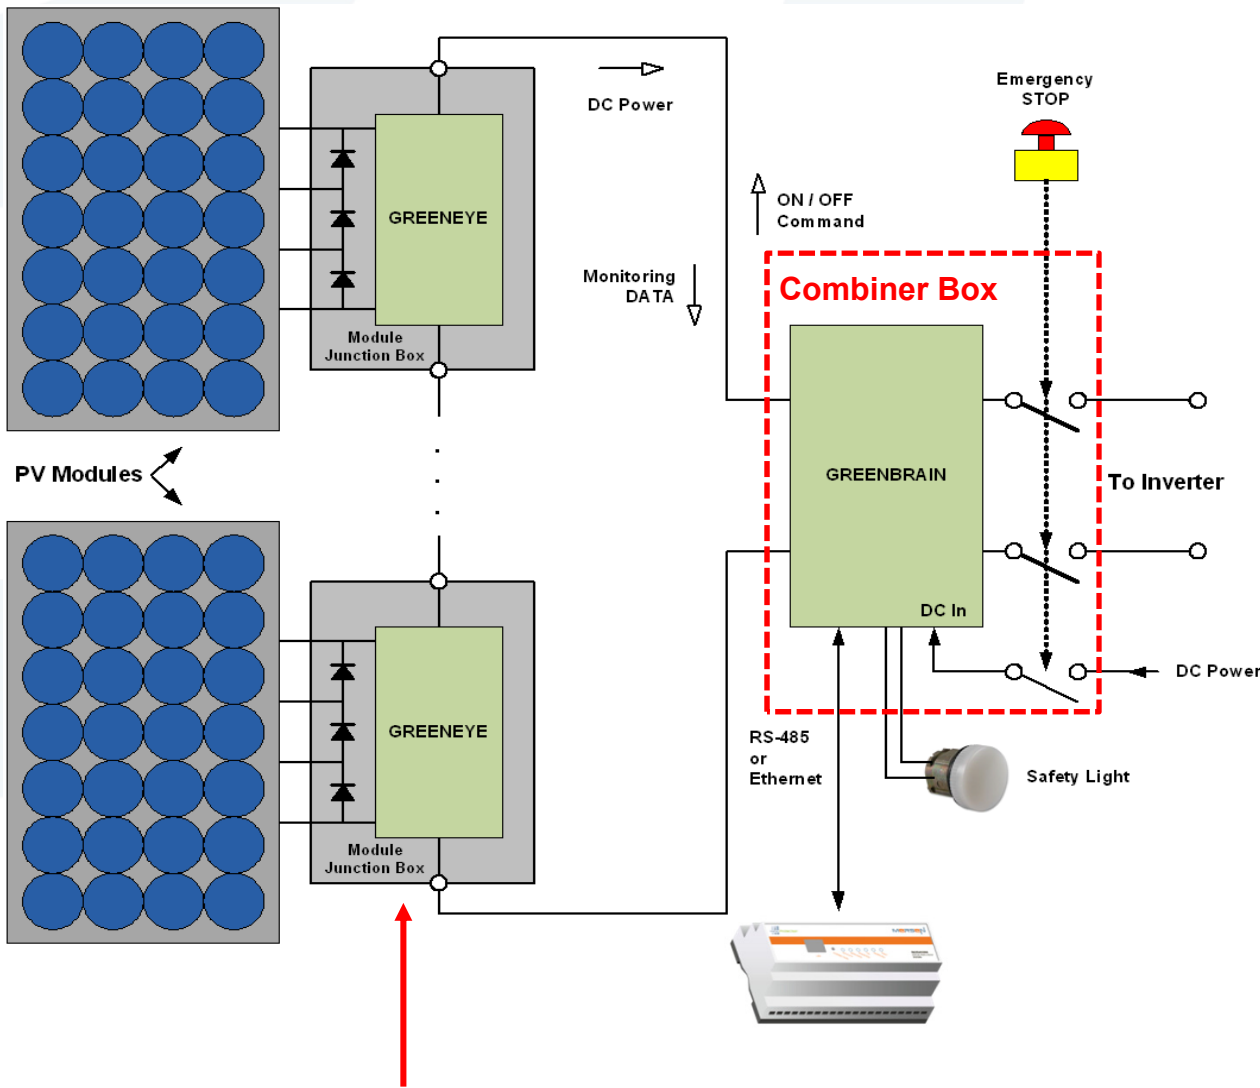 Emergency
STOP
DC Power
ON / OFF
Command
GREENEYE
Monitoring
DATA
Combiner Box
Module
Junction Box
PV Modules
GREENBRAIN
To Inverter
DC In
DC Power
GREENEYE
RS-485
or
Ethernet
Safety Light
Module
Junction Box